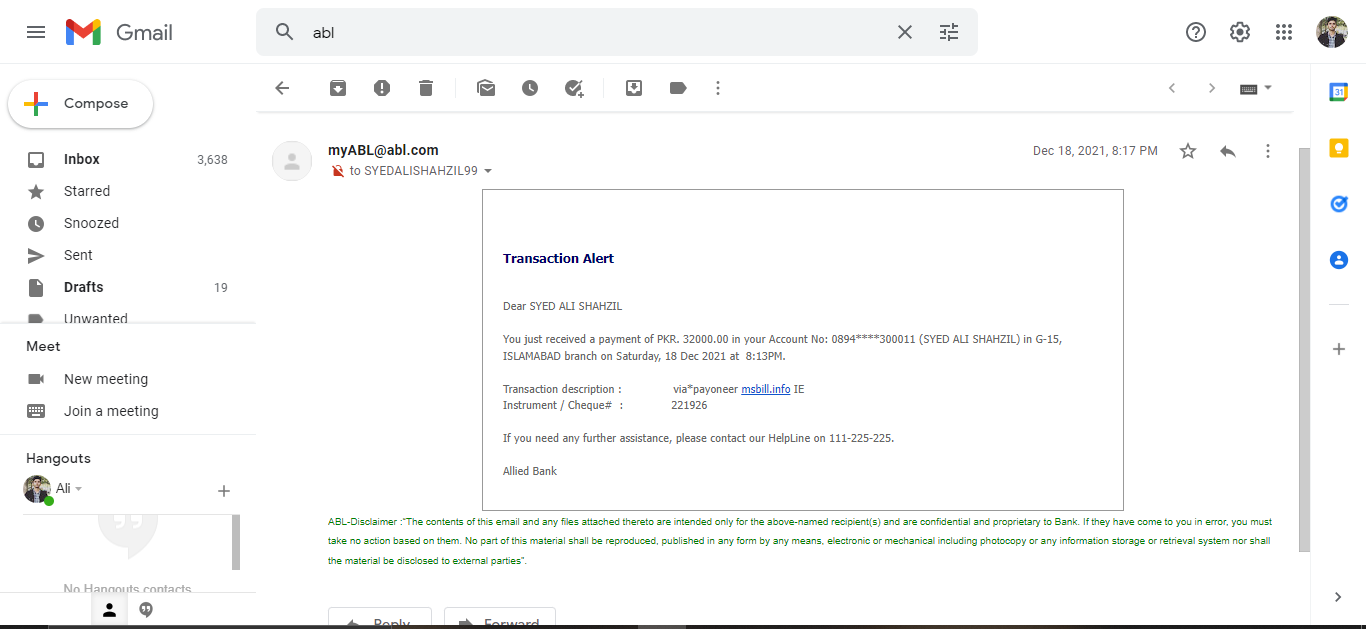 Gmail
abl
Compose
Inbox 3,638
Starred
Snoozed
Sent
Drafts 19
Unwanted
Meet
New meeting
Join a meeting
Hangouts
Ali
No Hangouts contacts
myABL@abl.com
Dec 18, 2021, 8:17 PM
to SYEDALISHAHZIL99
Transaction Alert
Dear SYED ALI SHAHZIL
You just received a payment of PKR. 32000.00 in your Account No: 0894****300011 (SYED ALI SHAHZIL) in G-15,
ISLAMABAD branch on Saturday, 18 Dec 2021 at 8:13PM.
Transaction description : via*payoneer msbill.info IE
Instrument / Cheque# : 221926
If you need any further assistance, please contact our HelpLine on 111-225-225.
Allied Bank
ABL-Disclaimer :"The contents of this email and any files attached thereto are intended only for the above-named recipient(s) and are confidential and proprietary to Bank. If they have come to you in error, you must
take no action based on them. No part of this material shall be reproduced, published in any form by any means, electronic or mechanical including photocopy or any information storage or retrieval system nor shall
the material be disclosed to external parties".
Reply
Forward
31